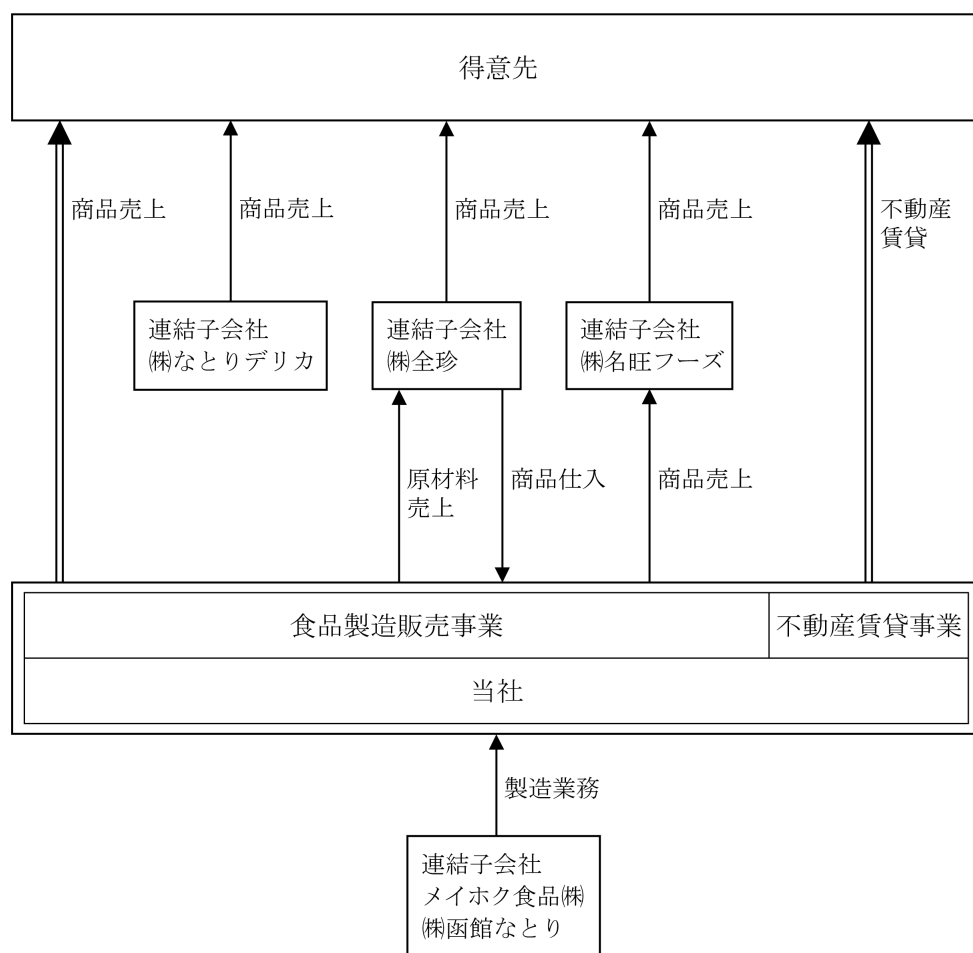 得意先
商品売上
商品売上
商品売上
商品売上
不動産
賃貸
連結子会社
㈱なとりデリカ
連結子会社
㈱全珍
連結子会社
㈱名旺フーズ
原材料
売上
商品仕入
商品売上
食品製造販売事業
不動産賃貸事業
当社
製造業務
連結子会社
メイホク食品㈱
㈱函館なとり